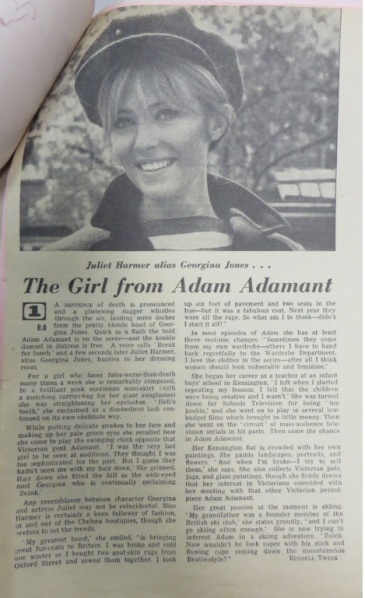 Juliet Harmer alias Georgina Jones . . .
The Girl from Adam Adamant
1
8.0
A SENTENCE of death is pronounced
and a glistening dagger whistles
through the air, landing mere inches
from the pretty blonde head of Geor-
gina Jones. Quick as a flash the bold
Adam Adamant is on the scene—and the kookie
damsel in distress is free. A voice calls 'Break
for lunch' and a few seconds later Juliet Harmer,
alias Georgina Jones, hurries to her dressing
room.
For a girl who faces fates-worse-than-death
many times a week she is remarkably composed.
In a brilliant pink maxmum mini-skirt (with
a matching carrier-bag for her giant sunglasses)
she was straightening her eyelashes. 'Hell's
tooth,' she exclaimed as a disobedient lash con-
tinued on its own obstinate way.
While putting delicate strokes to her face and
making up her pale green eyes she recalled how
she came to play the swinging chick opposite that
Victorian gent Adamant. 'I was the very last
girl to be seen at auditions. They thought I was
too sophisticated for the part. But I guess they
hadn't seen me with my hair down,' she grinned.
Hair down she fitted the bill as the wide-eyed
mod Georgina who is continually exclaiming
'Zoonk.'
Any resemblance between character Georgina
and actress Juliet may not be coincidental. Miss
Harmer is certainly a keen follower of fashion,
in and out of the Chelsea boutiques, though she
prefers to set the trends.
'My greatest boast,' she smiled, 'is bringing
great fur-coats to Britain. I was broke and cold
one winter so I bought two goat-skin rugs from
Oxford Street and sewed them together. I took
up six foot of pavement and two seats in the
bus—but it was a fabulous coat. Next year they
were all the rage. So what am I to think—didn't
I start it all?'
In most episodes of Adam she has at least
three costume changes. 'Sometimes they come
from my own wardrobe—others I have to hand
back regretfully to the Wardrobe Department.
I love the clothes in the series—after all I think
women should look vulnerable and feminine.'
She began her career as a teacher at an infant
boys' school in Kensington. 'I left when I started
repeating my lessons. I felt that the children
were being creative and I wasn't.' She was turned
down for Schools Television for being 'too
kookie,' and she went on to play in several low-
budget films which brought in little money. Then
she went on the 'circuit' of mass-audience tele-
vision serials in bit parts. Then came the chance
in Adam Adamant.
Her Kensington flat is crowded with her own
paintings. She paints landscapes, portraits, and
flowers. 'And when I'm broke—I try to sell
them,' she says. She also collects Victorian pots,
jugs, and glass paintings, though she firmly denies
that her interest in Victoriana coincided with
her meeting with that other Victorian period-
piece Adam Adamant.
Her great passion at the moment is skiing.
'My grandfather was a founder member of the
British ski club,' she states proudly, 'and I can't
go skiing often enough.' She is now trying to
interest Adam in a skiing adventure. 'Zoonk.
Now wouldn't he look super with his stick and
flowing cape coming down the mountainside
Beatle-style?'
RUSSELL TWISK